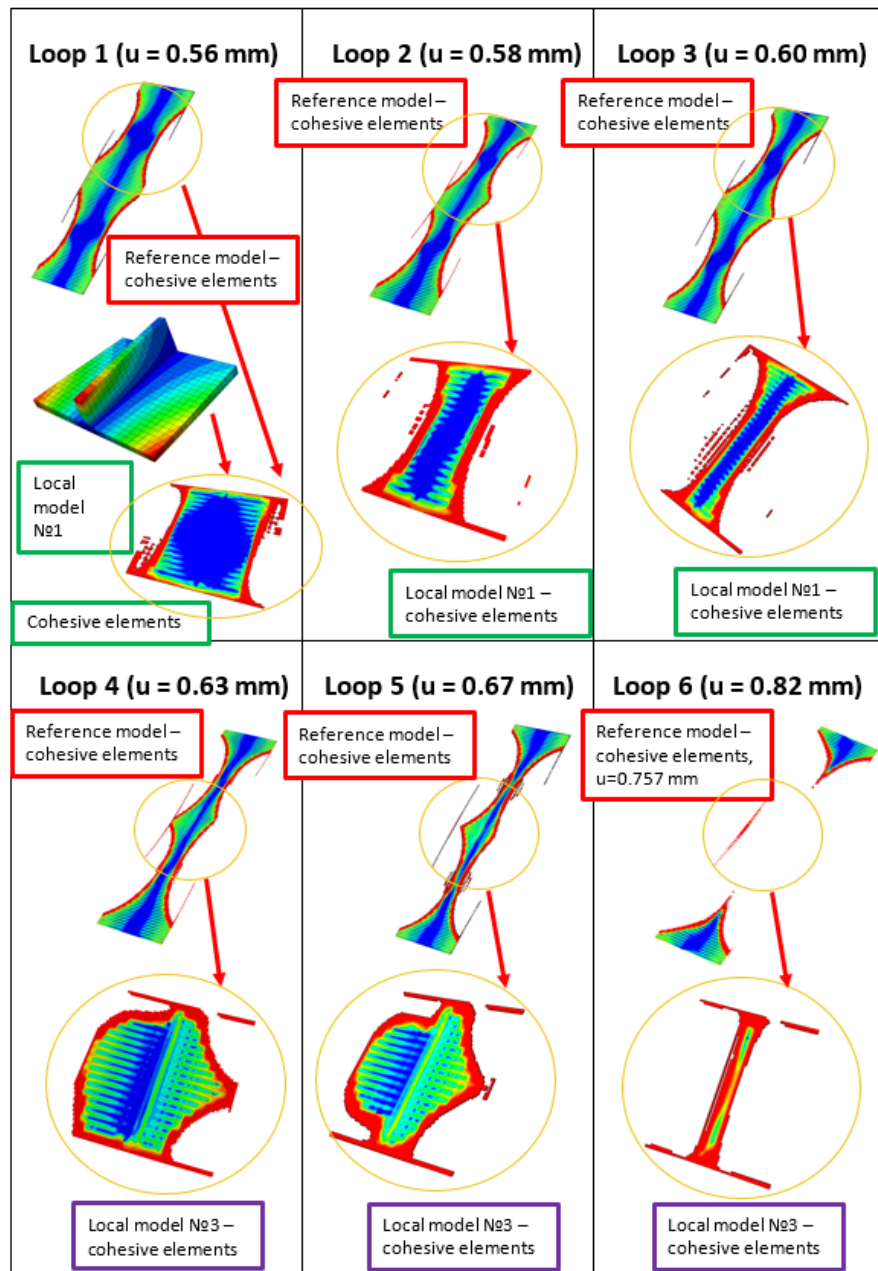 Loop 1 (u = 0.56 mm)
Reference model –
cohesive elements
Local
model
№1
Cohesive elements
Loop 2 (u = 0.58 mm)
Reference model –
cohesive elements
Local model №1 –
cohesive elements
Loop 3 (u = 0.60 mm)
Reference model –
cohesive elements
Local model №1 –
cohesive elements
Loop 4 (u = 0.63 mm)
Reference model –
cohesive elements
Local model №3 –
cohesive elements
Loop 5 (u = 0.67 mm)
Reference model –
cohesive elements
Local model №3 –
cohesive elements
Loop 6 (u = 0.82 mm)
Reference model –
cohesive elements,
u=0.757 mm
Local model №3 –
cohesive elements